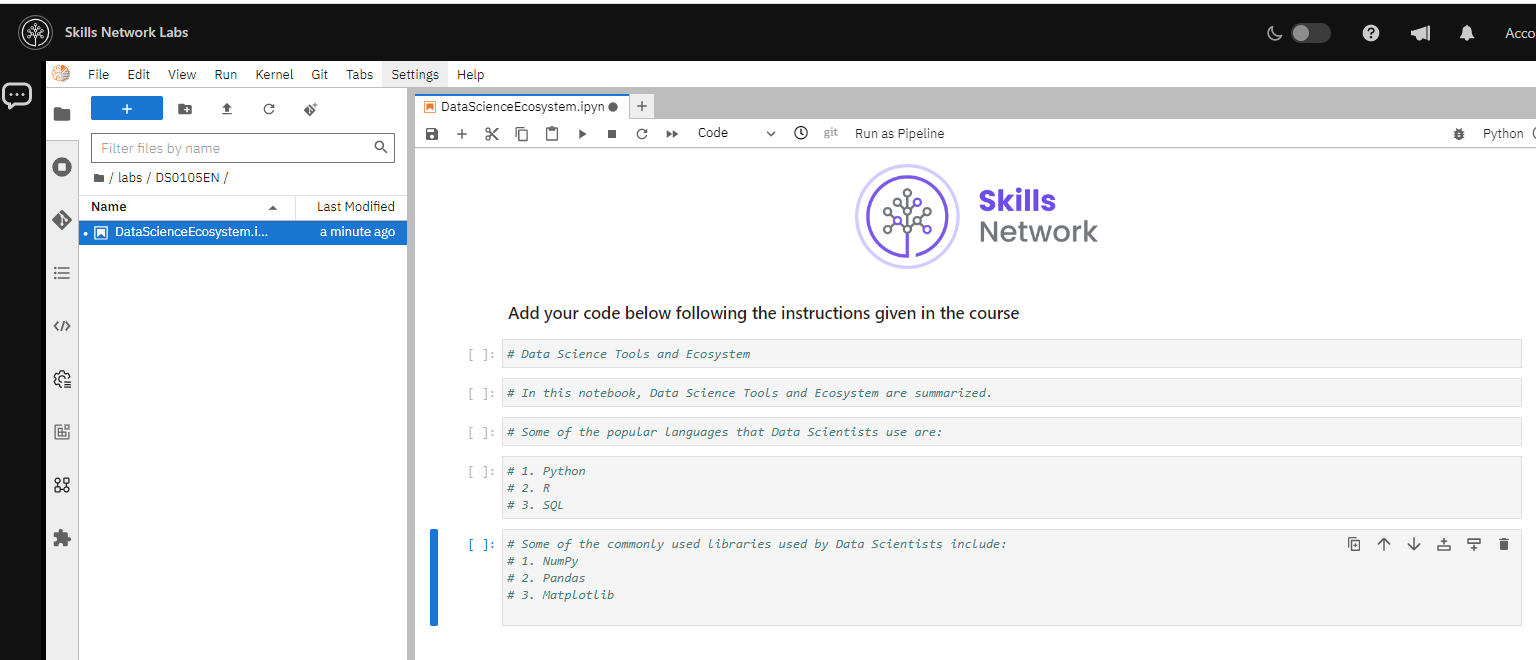 Skills Network Labs
Acco
File Edit View Run Kernel Git Tabs Settings Help
DataScienceEcosystem.ipyn
Code
git
Run as Pipeline
Python
Filter files by name
/ labs / DS0105EN /
Name Last Modified
DataScienceEcosystem.i... a minute ago
Skills
Network
Add your code below following the instructions given in the course
[ ]: # Data Science Tools and Ecosystem
[ ]: # In this notebook, Data Science Tools and Ecosystem are summarized.
[ ]: # Some of the popular languages that Data Scientists use are:
[ ]: # 1. Python
# 2. R
# 3. SQL
[ ]: # Some of the commonly used libraries used by Data Scientists include:
# 1. NumPy
# 2. Pandas
# 3. Matplotlib